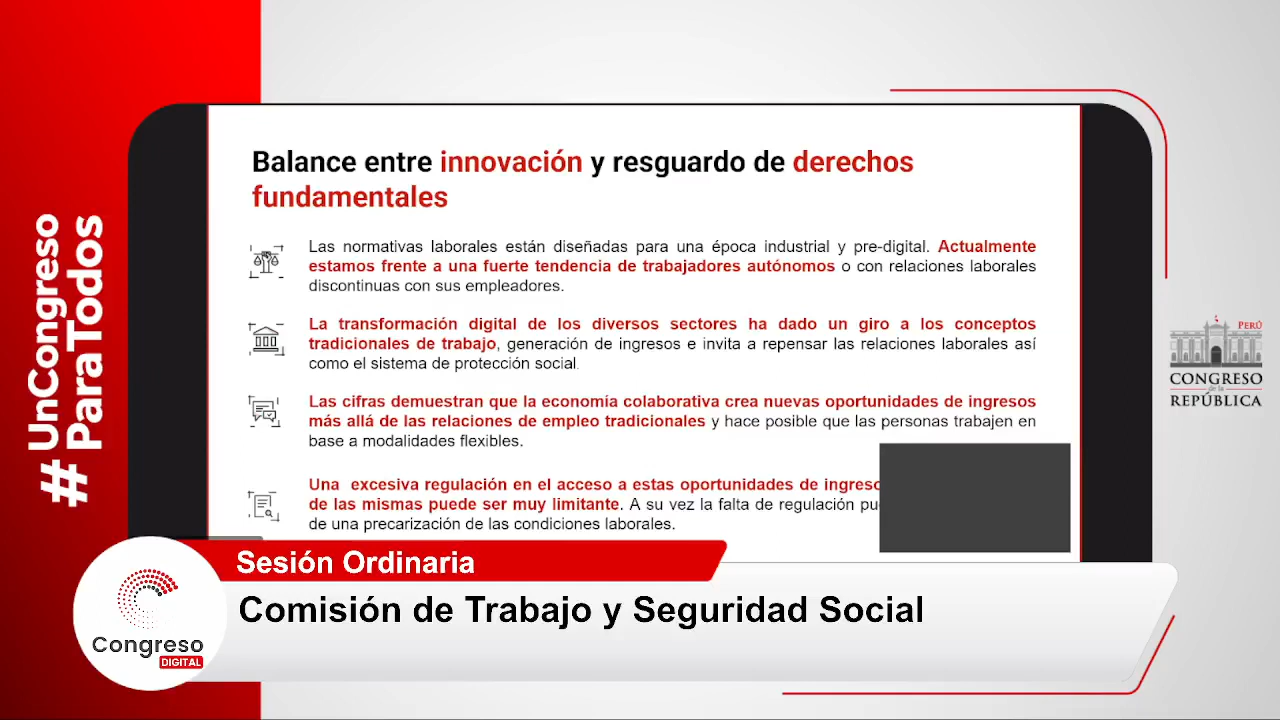 #UnCongreso
ParaTodos
Balance entre innovación y resguardo de derechos
fundamentales
Las normativas laborales están diseñadas para una época industrial y pre-digital. Actualmente
estamos frente a una fuerte tendencia de trabajadores autónomos o con relaciones laborales
discontinuas con sus empleadores.
La transformación digital de los diversos sectores ha dado un giro a los conceptos
tradicionales de trabajo, generación de ingresos e invita a repensar las relaciones laborales así
como el sistema de protección social.
Las cifras demuestran que la economía colaborativa crea nuevas oportunidades de ingresos
más allá de las relaciones de empleo tradicionales y hace posible que las personas trabajen en
base a modalidades flexibles.
Una excesiva regulación en el acceso a estas oportunidades de
de las mismas puede ser muy limitante. A su vez la falta de regulación
de una precarización de las condiciones laborales.
PERÚ
CONGRESO
de la
REPÚBLICA
Sesión Ordinaria
Comisión de Trabajo y Seguridad Social
Congreso
DIGITAL